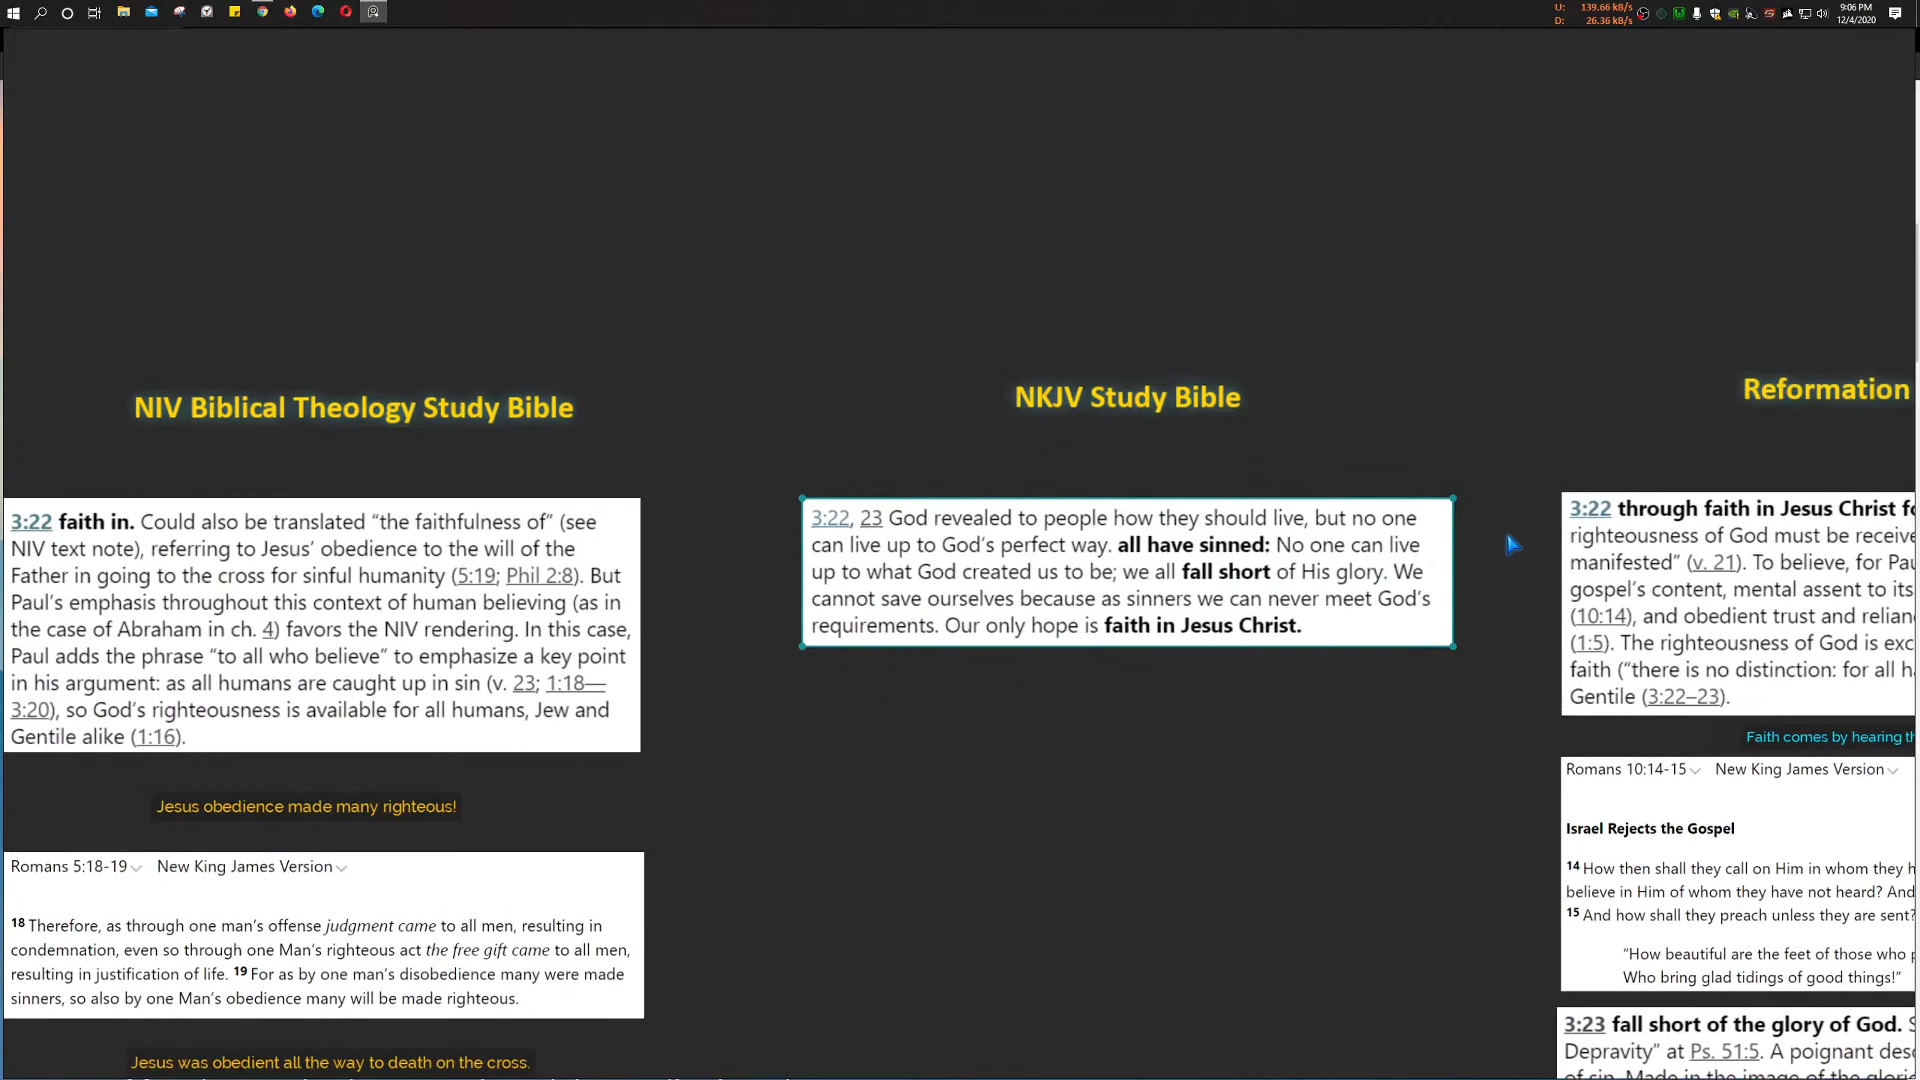 U: 139.66 kB/s
D: 26.36 kB/s
9:06 PM
12/4/2020
NIV Biblical Theology Study Bible
3:22 faith in. Could also be translated “the faithfulness of” (see
NIV text note), referring to Jesus’ obedience to the will of the
Father in going to the cross for sinful humanity (5:19; Phil 2:8). But
Paul’s emphasis throughout this context of human believing (as in
the case of Abraham in ch. 4) favors the NIV rendering. In this case,
Paul adds the phrase “to all who believe” to emphasize a key point
in his argument: as all humans are caught up in sin (v. 23; 1:18—
3:20), so God’s righteousness is available for all humans, Jew and
Gentile alike (1:16).
Jesus obedience made many righteous!
Romans 5:18-19 New King James Version
18 Therefore, as through one man’s offense judgment came to all men, resulting in
condemnation, even so through one Man’s righteous act the free gift came to all men,
resulting in justification of life. 19 For as by one man’s disobedience many were made
sinners, so also by one Man’s obedience many will be made righteous.
Jesus was obedient all the way to death on the cross.
NKJV Study Bible
3:22, 23 God revealed to people how they should live, but no one
can live up to God’s perfect way. all have sinned: No one can live
up to what God created us to be; we all fall short of His glory. We
cannot save ourselves because as sinners we can never meet God’s
requirements. Our only hope is faith in Jesus Christ.
Reformation
3:22 through faith in Jesus Christ
righteousness of God must be
manifested” (v. 21). To believe, for
gospel’s content, mental assent to its
(10:14), and obedient trust and
(1:5). The righteousness of God is
faith (“there is no distinction: for all
Gentile (3:22–23).
Faith comes by hearing
Romans 10:14-15 New King James Version
Israel Rejects the Gospel
14 How then shall they call on Him in whom they
believe in Him of whom they have not heard? And
15 And how shall they preach unless they are sent?
“How beautiful are the feet of those who
Who bring glad tidings of good things!”
3:23 fall short of the glory of God.
Depravity” at Ps. 51:5. A poignant
of sin. Made in the image of the